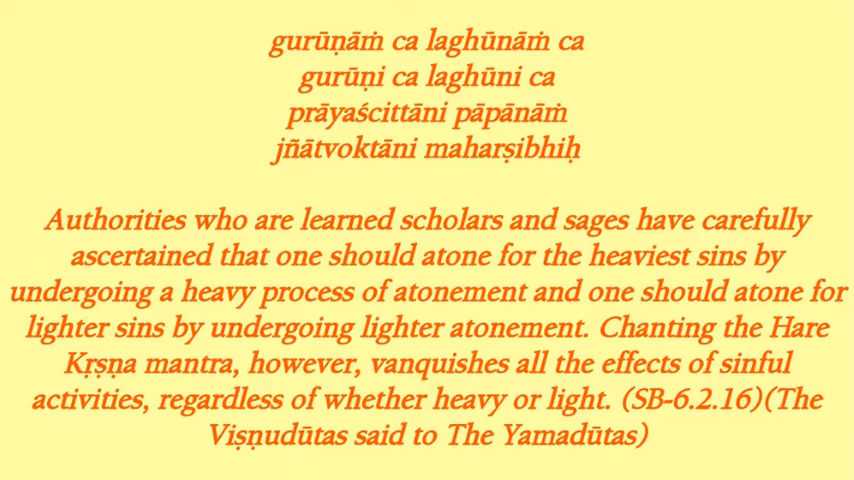 gurūṇāṁ ca laghūnāṁ ca
gurūṇi ca laghūni ca
prāyaścittāni pāpānāṁ
jñātvoktāni maharṣibhiḥ
Authorities who are learned scholars and sages have carefully
ascertained that one should atone for the heaviest sins by
undergoing a heavy process of atonement and one should atone for
lighter sins by undergoing lighter atonement. Chanting the Hare
Kṛṣṇa mantra, however, vanquishes all the effects of sinful
activities, regardless of whether heavy or light. (SB-6.2.16)(The
Viṣṇudūtas said to The Yamadūtas)